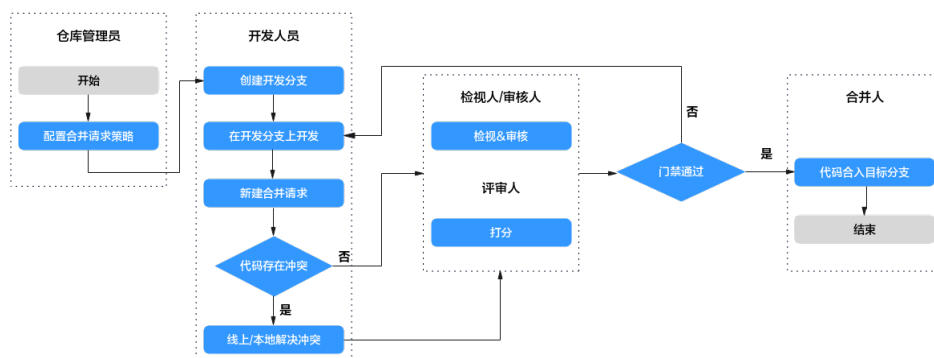 仓库管理员
开始
配置合并请求策略
开发人员
创建开发分支
在开发分支上开发
新建合并请求
代码存在冲突
否
是
线上/本地解决冲突
检视人/审核人
检视&审核
评审人
打分
门禁通过
否
是
合并人
代码合入目标分支
结束